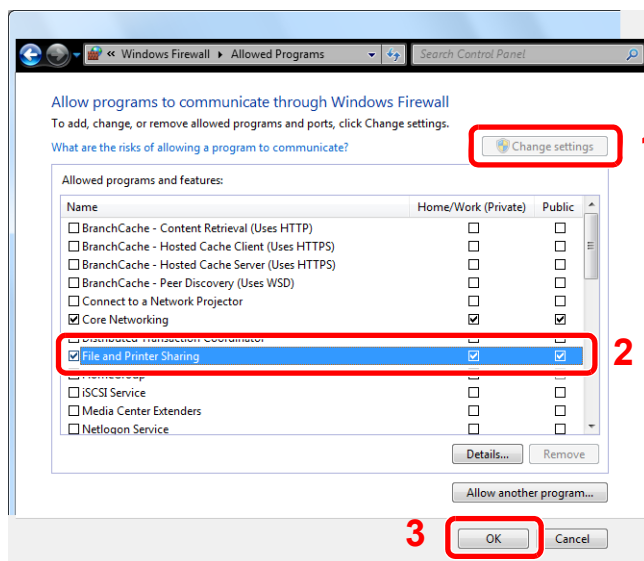 « Windows Firewall ▸ Allowed Programs Search Control Panel
Allow programs to communicate through Windows Firewall
To add, change, or remove allowed programs and ports, click Change settings.
What are the risks of allowing a program to communicate? Change settings
Allowed programs and features:
Name Home/Work (Private) Public
BranchCache - Content Retrieval (Uses HTTP)
BranchCache - Hosted Cache Client (Uses HTTPS)
BranchCache - Hosted Cache Server (Uses HTTPS)
BranchCache - Peer Discovery (Uses WSD)
Connect to a Network Projector
Core Networking
Distributed Transaction Coordinator
File and Printer Sharing 2
HomeGroup
iSCSI Service
Media Center Extenders
Netlogon Service
Details... Remove
Allow another program...
3 OK Cancel